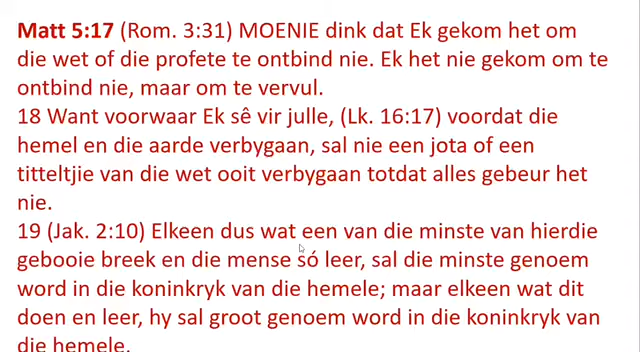 Matt 5:17 (Rom. 3:31) MOENIE dink dat Ek gekom het om
die wet of die profete te ontbind nie. Ek het nie gekom om te
ontbind nie, maar om te vervul.
18 Want voorwaar Ek sê vir julle, (Lk. 16:17) voordat die
hemel en die aarde verbygaan, sal nie een jota of een
titteltjie van die wet ooit verbygaan totdat alles gebeur het
nie.
19 (Jak. 2:10) Elkeen dus wat een van die minste van hierdie
gebooie breek en die mense só leer, sal die minste genoem
word in die koninkryk van die hemele; maar elkeen wat dit
doen en leer, hy sal groot genoem word in die koninkryk van
die hemele.